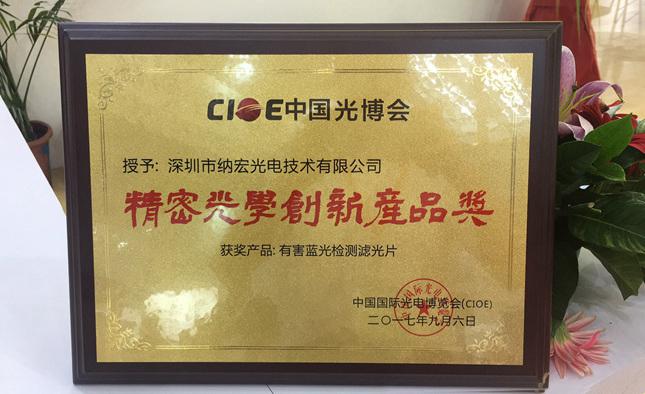 CIOE中国光博会
授予: 深圳市纳宏光电技术有限公司
精密光學創新産品獎
获奖产品: 有害蓝光检测滤光片
中国国际光电博览会(CIOE)
二〇一七年九月六日